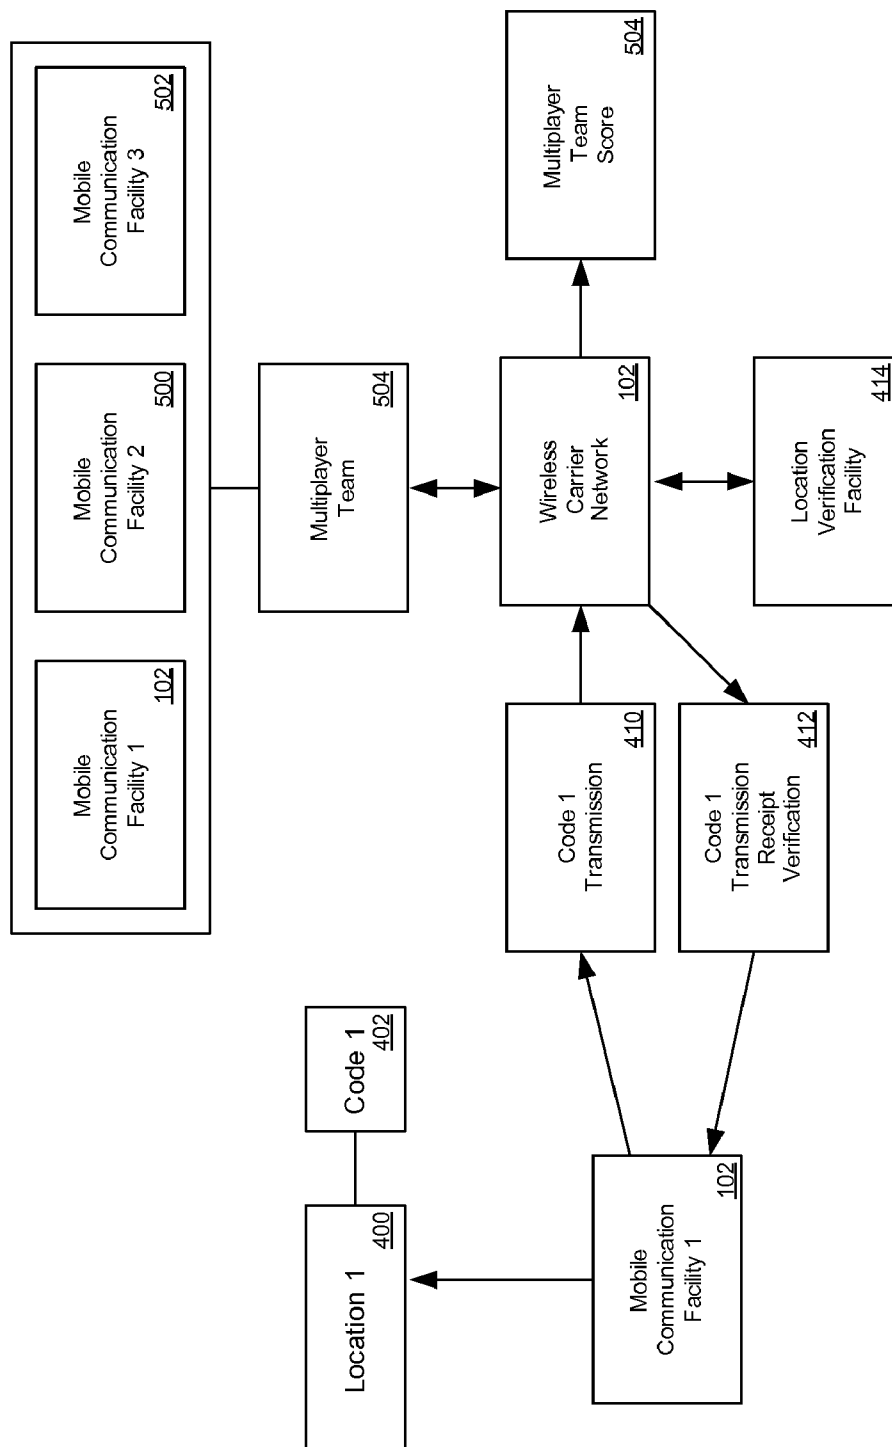 Mobile
Communication
Facility 1
102
Mobile
Communication
Facility 2
500
Mobile
Communication
Facility 3
502
Location 1
400
Code 1
402
Multiplayer
Team
504
Mobile
Communication
Facility 1
102
Code 1
Transmission
410
Wireless
Carrier
Network
102
Multiplayer
Team
Score
504
Code 1
Transmission
Receipt
Verification
412
Location
Verification
Facility
414